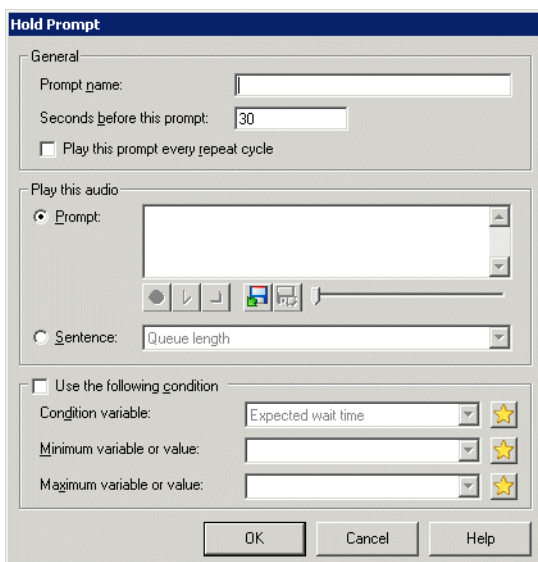 Hold Prompt
General
Prompt name:
Seconds before this prompt: 30
Play this prompt every repeat cycle
Play this audio
Prompt:
Sentence: Queue length
Use the following condition
Condition variable: Expected wait time
Minimum variable or value:
Maximum variable or value:
OK Cancel Help